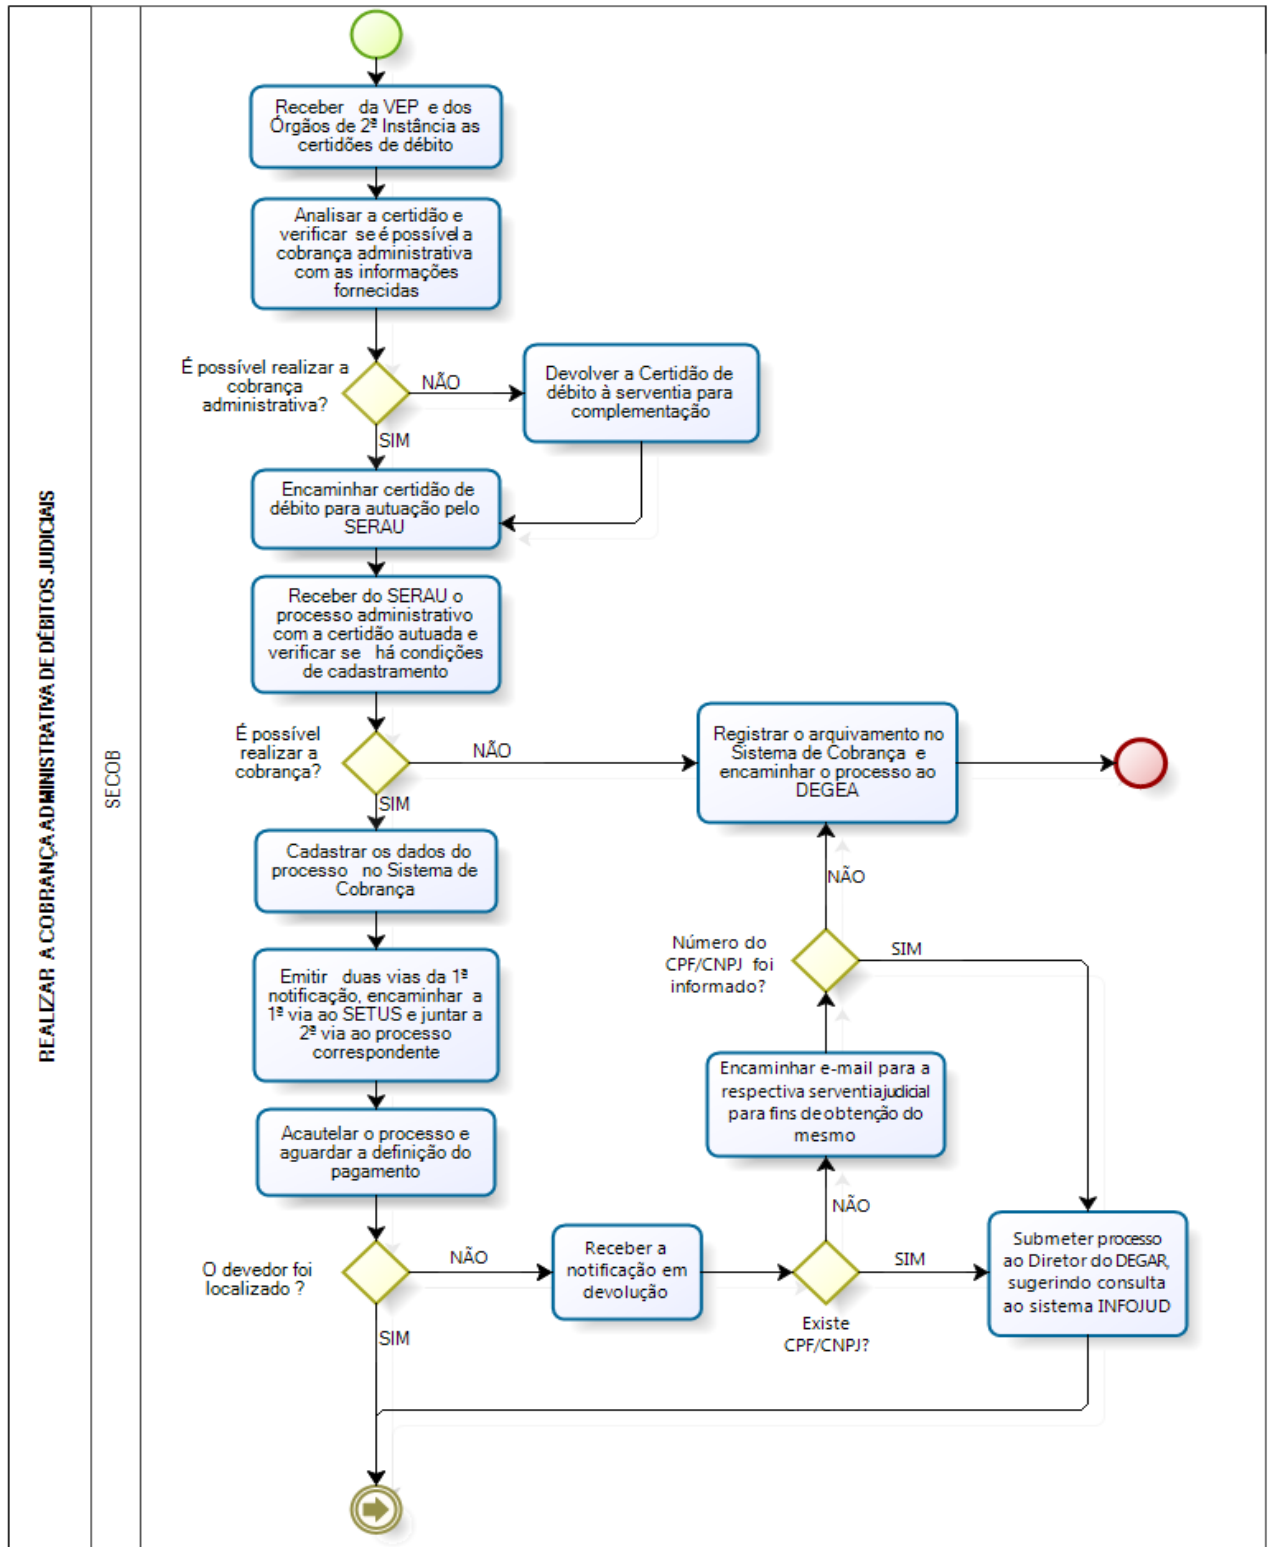 REALIZAR A COBRANÇA ADMINISTRATIVA DE DÉBITOS JUDICIAIS
SECOB
Receber da VEP e dos
Órgãos de 2ª Instância as
certidões de débito
Analisar a certidão e
verificar se é possível a
cobrança administrativa
com as informações
fornecidas
É possível realizar a
cobrança
administrativa?
NÃO
Devolver a Certidão de
débito à serventia para
complementação
SIM
Encaminhar certidão de
débito para autuação pelo
SERAU
Receber do SERAU o
processo administrativo
com a certidão autuada e
verificar se há condições
de cadastramento
É possível
realizar a
cobrança?
NÃO
Registrar o arquivamento no
Sistema de Cobrança e
encaminhar o processo ao
DEGEA
SIM
Cadastrar os dados do
processo no Sistema de
Cobrança
NÃO
Número do
CPF/CNPJ foi
informado?
SIM
Emitir duas vias da 1ª
notificação, encaminhar a
1ª via ao SETUS e juntar a
2ª via ao processo
correspondente
Encaminhar e-mail para a
respectiva serventia judicial
para fins de obtenção do
mesmo
Acautelar o processo e
aguardar a definição do
pagamento
NÃO
O devedor foi
localizado ?
NÃO
Receber a
notificação em
devolução
Existe
CPF/CNPJ?
SIM
Submeter processo
ao Diretor do DEGAR,
sugerindo consulta
ao sistema INFOJUD
SIM